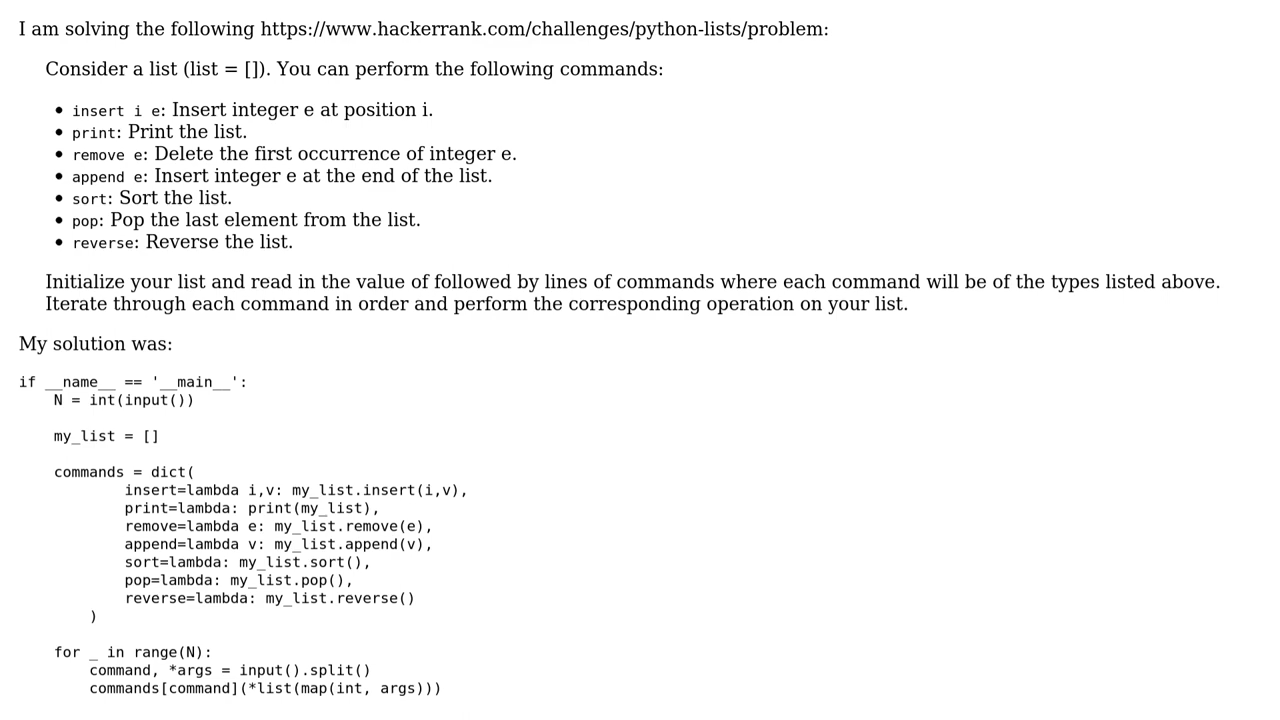 I am solving the following https://www.hackerrank.com/challenges/python-lists/problem:
Consider a list (list = []). You can perform the following commands:
• insert i e: Insert integer e at position i.
• print: Print the list.
• remove e: Delete the first occurrence of integer e.
• append e: Insert integer e at the end of the list.
• sort: Sort the list.
• pop: Pop the last element from the list.
• reverse: Reverse the list.
Initialize your list and read in the value of followed by lines of commands where each command will be of the types listed above.
Iterate through each command in order and perform the corresponding operation on your list.
My solution was:
if __name__ == '__main__':
    N = int(input())
    my_list = []
    commands = dict(
            insert=lambda i,v: my_list.insert(i,v),
            print=lambda: print(my_list),
            remove=lambda e: my_list.remove(e),
            append=lambda v: my_list.append(v),
            sort=lambda: my_list.sort(),
            pop=lambda: my_list.pop(),
            reverse=lambda: my_list.reverse()
        )
    for _ in range(N):
        command, *args = input().split()
        commands[command](*list(map(int, args)))